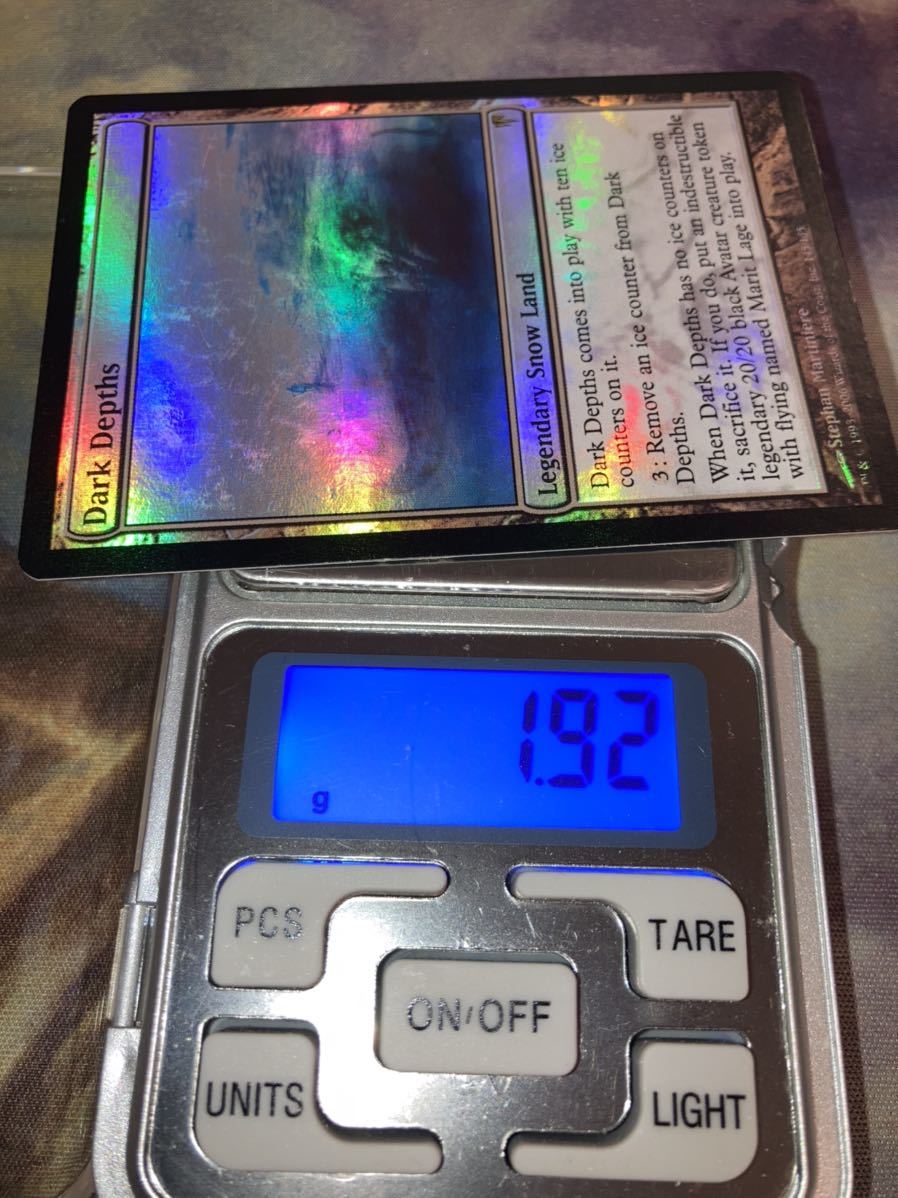 Dark Depths
Legendary Snow Land
Dark Depths comes into play with ten ice
counters on it.
3 : Remove an ice counter from Dark
Depths.
When Dark Depths has no ice counters on
it, sacrifice it. If you do, put an indestructible
legendary 20/20 black Avatar creature token
with flying named Marit Lage into play.
Stephan Martinière
1.92
g
PCS
TARE
ON/OFF
UNITS
LIGHT